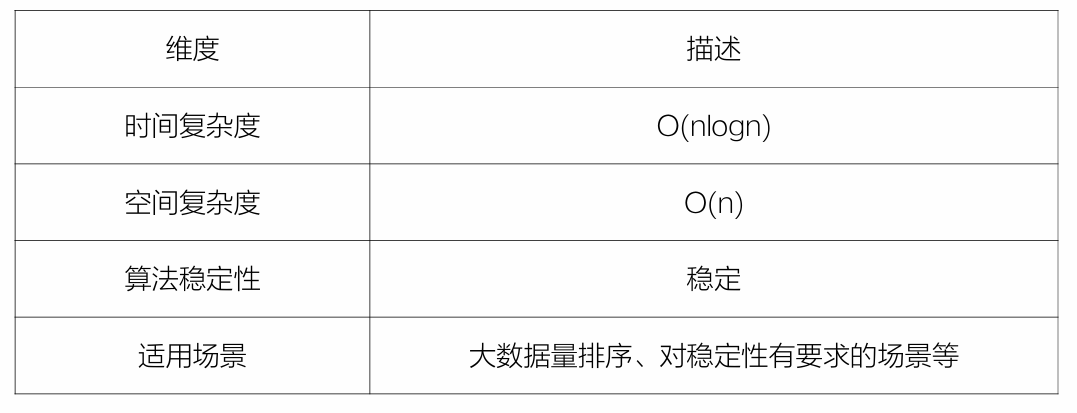 维度 描述
时间复杂度 O(nlogn)
空间复杂度 O(n)
算法稳定性 稳定
适用场景 大数据量排序、对稳定性有要求的场景等